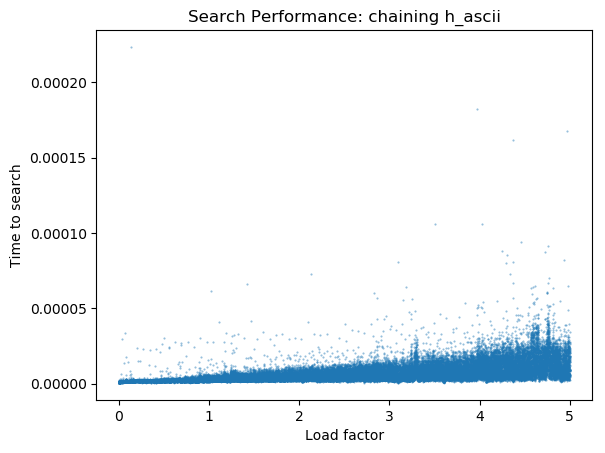 Search Performance: chaining h_ascii
0.00020
0.00015
0.00010
0.00005
0.00000
Time to search
0 1 2 3 4 5
Load factor